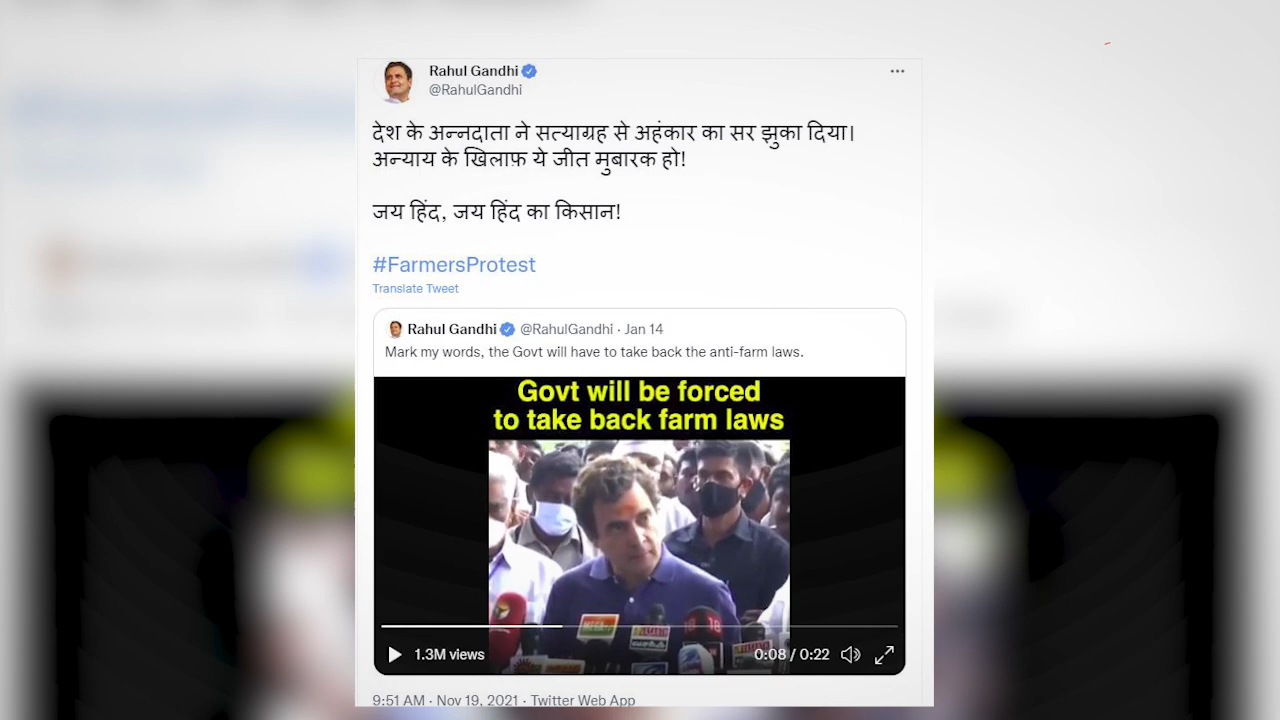 Rahul Gandhi
@RahulGandhi
देश के अन्नदाता ने सत्याग्रह से अहंकार का सर झुका दिया।
अन्याय के खिलाफ़ ये जीत मुबारक हो!
जय हिंद, जय हिंद का किसान!
#FarmersProtest
Translate Tweet
Rahul Gandhi @RahulGandhi · Jan 14
Mark my words, the Govt will have to take back the anti-farm laws.
Govt will be forced
to take back farm laws
MEGA
18
1.3M views
0:08 / 0:22
9:51 AM · Nov 19, 2021 · Twitter Web App